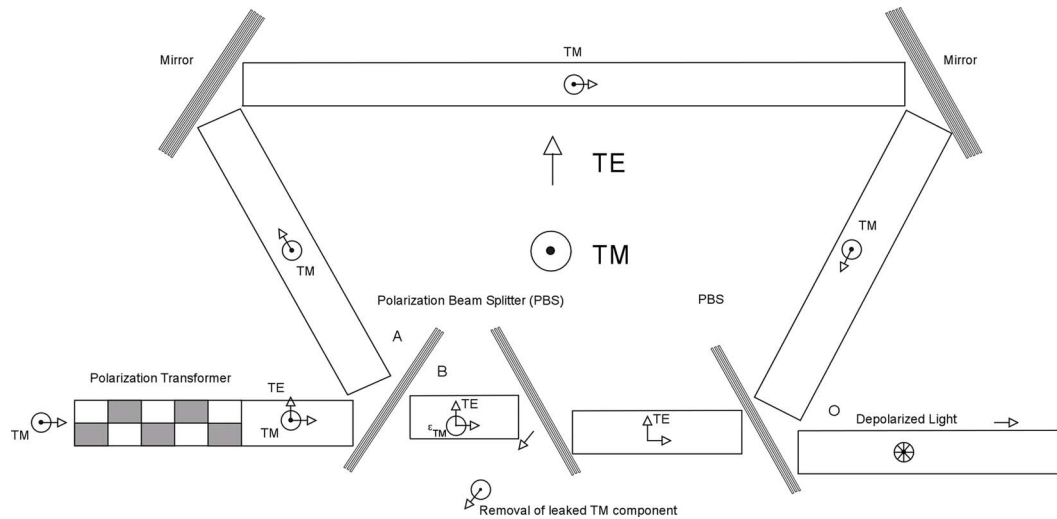 TM
Mirror
Mirror
TE
TM
TM
TM
Polarization Beam Splitter (PBS)
PBS
A
B
Polarization Transformer
TE
TM
TM
TE
εTM
TE
O
Depolarized Light
Removal of leaked TM component